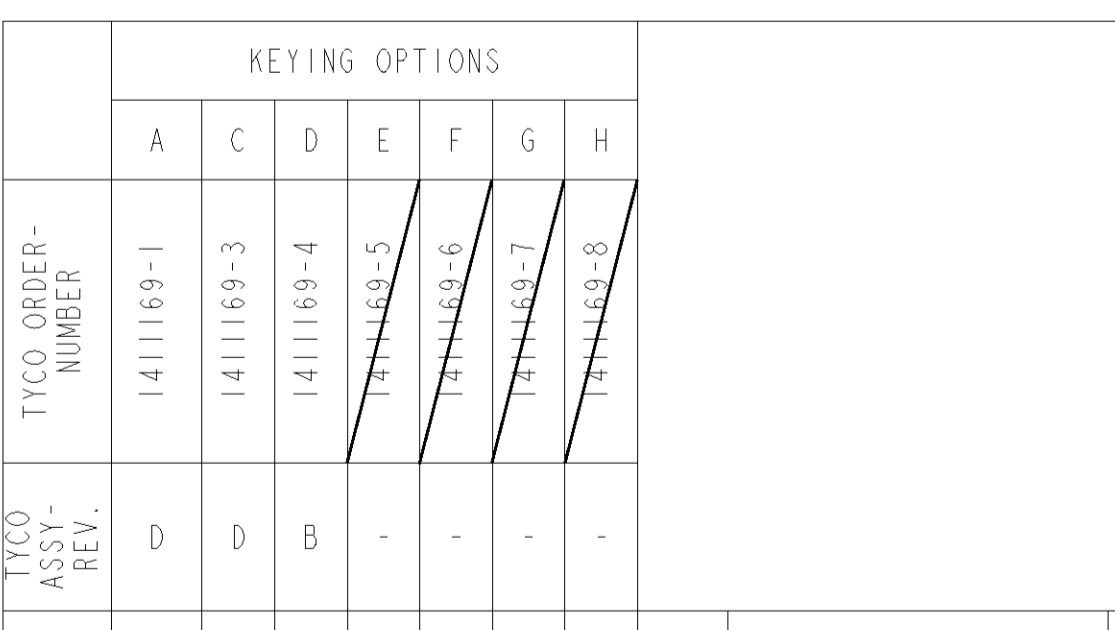 KEYING OPTIONS
A C D E F G H
TYCO ORDER-
NUMBER
1411169-1 1411169-3 1411169-4 1411169-5 1411169-6 1411169-7 1411169-8
TYCO
ASSY-
REV.
D D B - - - -